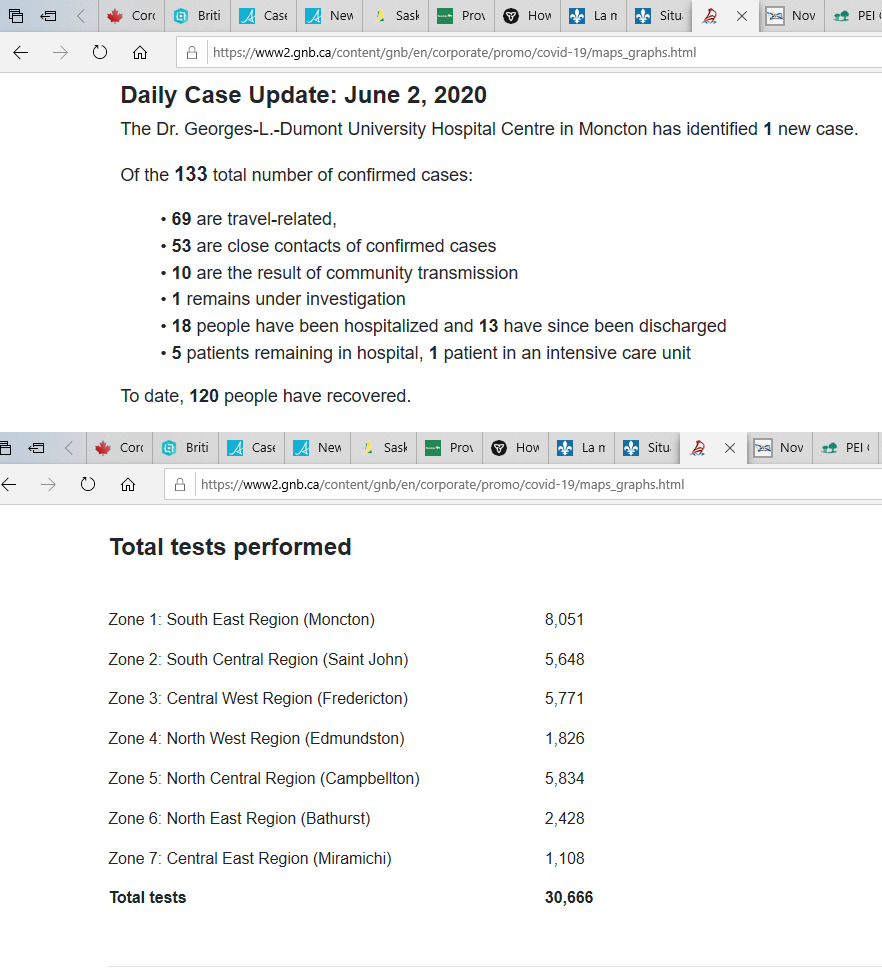 Corc
Briti
Case
New
Sask
Prov
How
La n
Situ
Nov
PEI
https://www2.gnb.ca/content/gnb/en/corporate/promo/covid-19/maps_graphs.html
Daily Case Update: June 2, 2020
The Dr. Georges-L.-Dumont University Hospital Centre in Moncton has identified 1 new case.
Of the 133 total number of confirmed cases:
• 69 are travel-related,
• 53 are close contacts of confirmed cases
• 10 are the result of community transmission
• 1 remains under investigation
• 18 people have been hospitalized and 13 have since been discharged
• 5 patients remaining in hospital, 1 patient in an intensive care unit
To date, 120 people have recovered.
Corc
Briti
Case
New
Sask
Prov
How
La n
Situ
Nov
PEI
https://www2.gnb.ca/content/gnb/en/corporate/promo/covid-19/maps_graphs.html
Total tests performed
Zone 1: South East Region (Moncton) 8,051
Zone 2: South Central Region (Saint John) 5,648
Zone 3: Central West Region (Fredericton) 5,771
Zone 4: North West Region (Edmundston) 1,826
Zone 5: North Central Region (Campbellton) 5,834
Zone 6: North East Region (Bathurst) 2,428
Zone 7: Central East Region (Miramichi) 1,108
Total tests 30,666